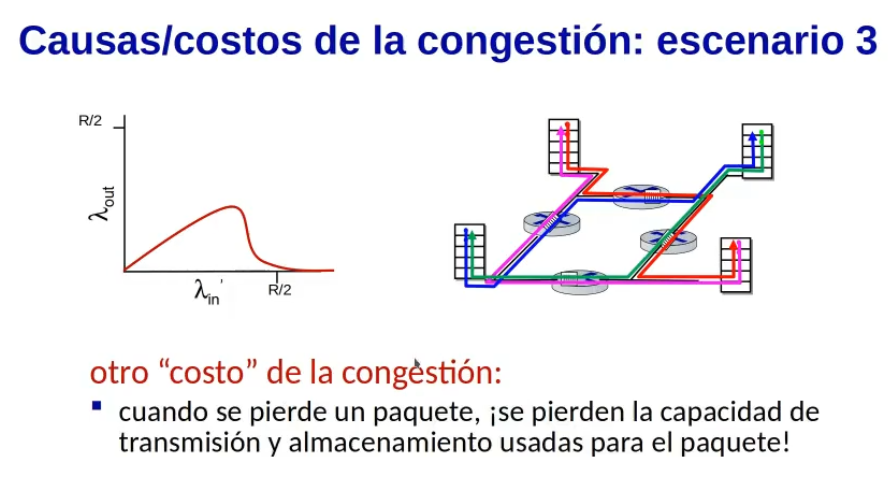 Causas/costos de la congestión: escenario 3
R/2
λout
λin'
R/2
otro “costo” de la congestión:
cuando se pierde un paquete, ¡se pierden la capacidad de
transmisión y almacenamiento usadas para el paquete!